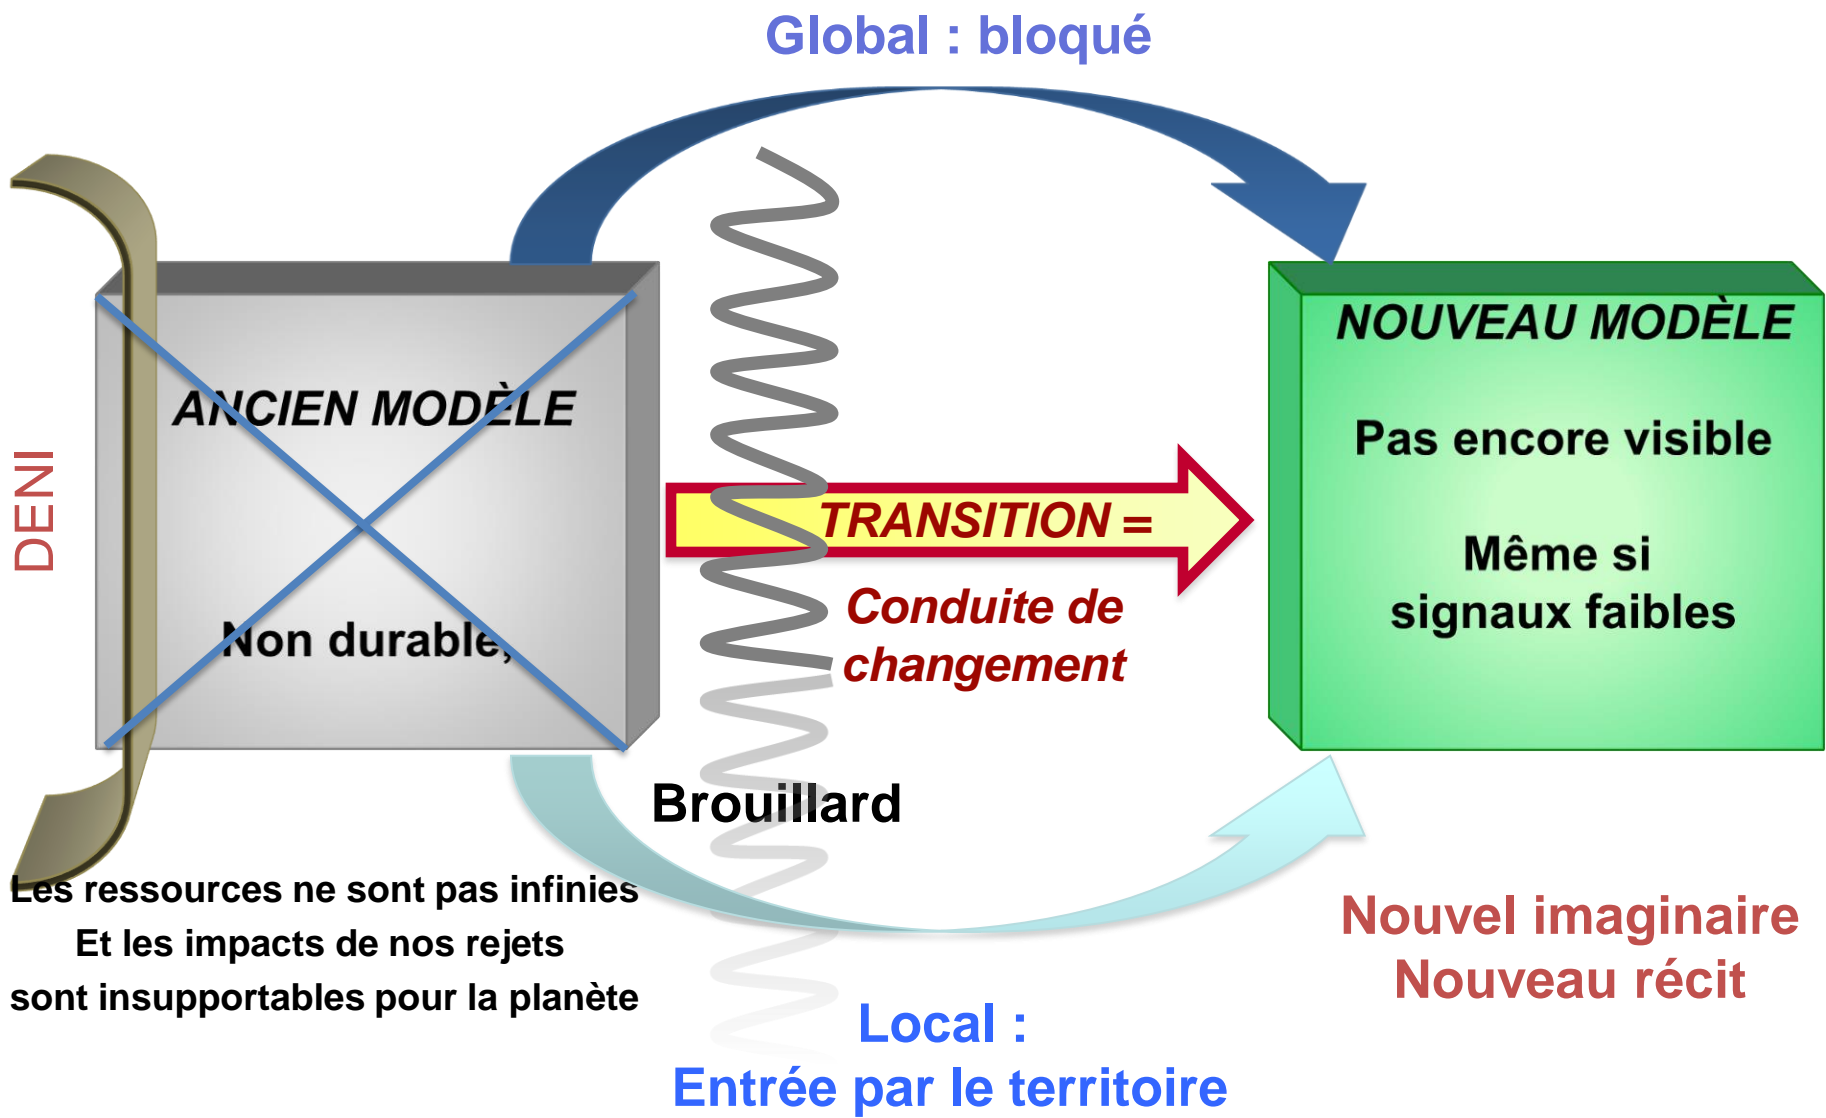 Global : bloqué
DENI
ANCIEN MODÈLE
Non durable,
TRANSITION =
Conduite de
changement
NOUVEAU MODÈLE
Pas encore visible
Même si
signaux faibles
Brouillard
Les ressources ne sont pas infinies
Et les impacts de nos rejets
sont insupportables pour la planète
Nouvel imaginaire
Nouveau récit
Local :
Entrée par le territoire